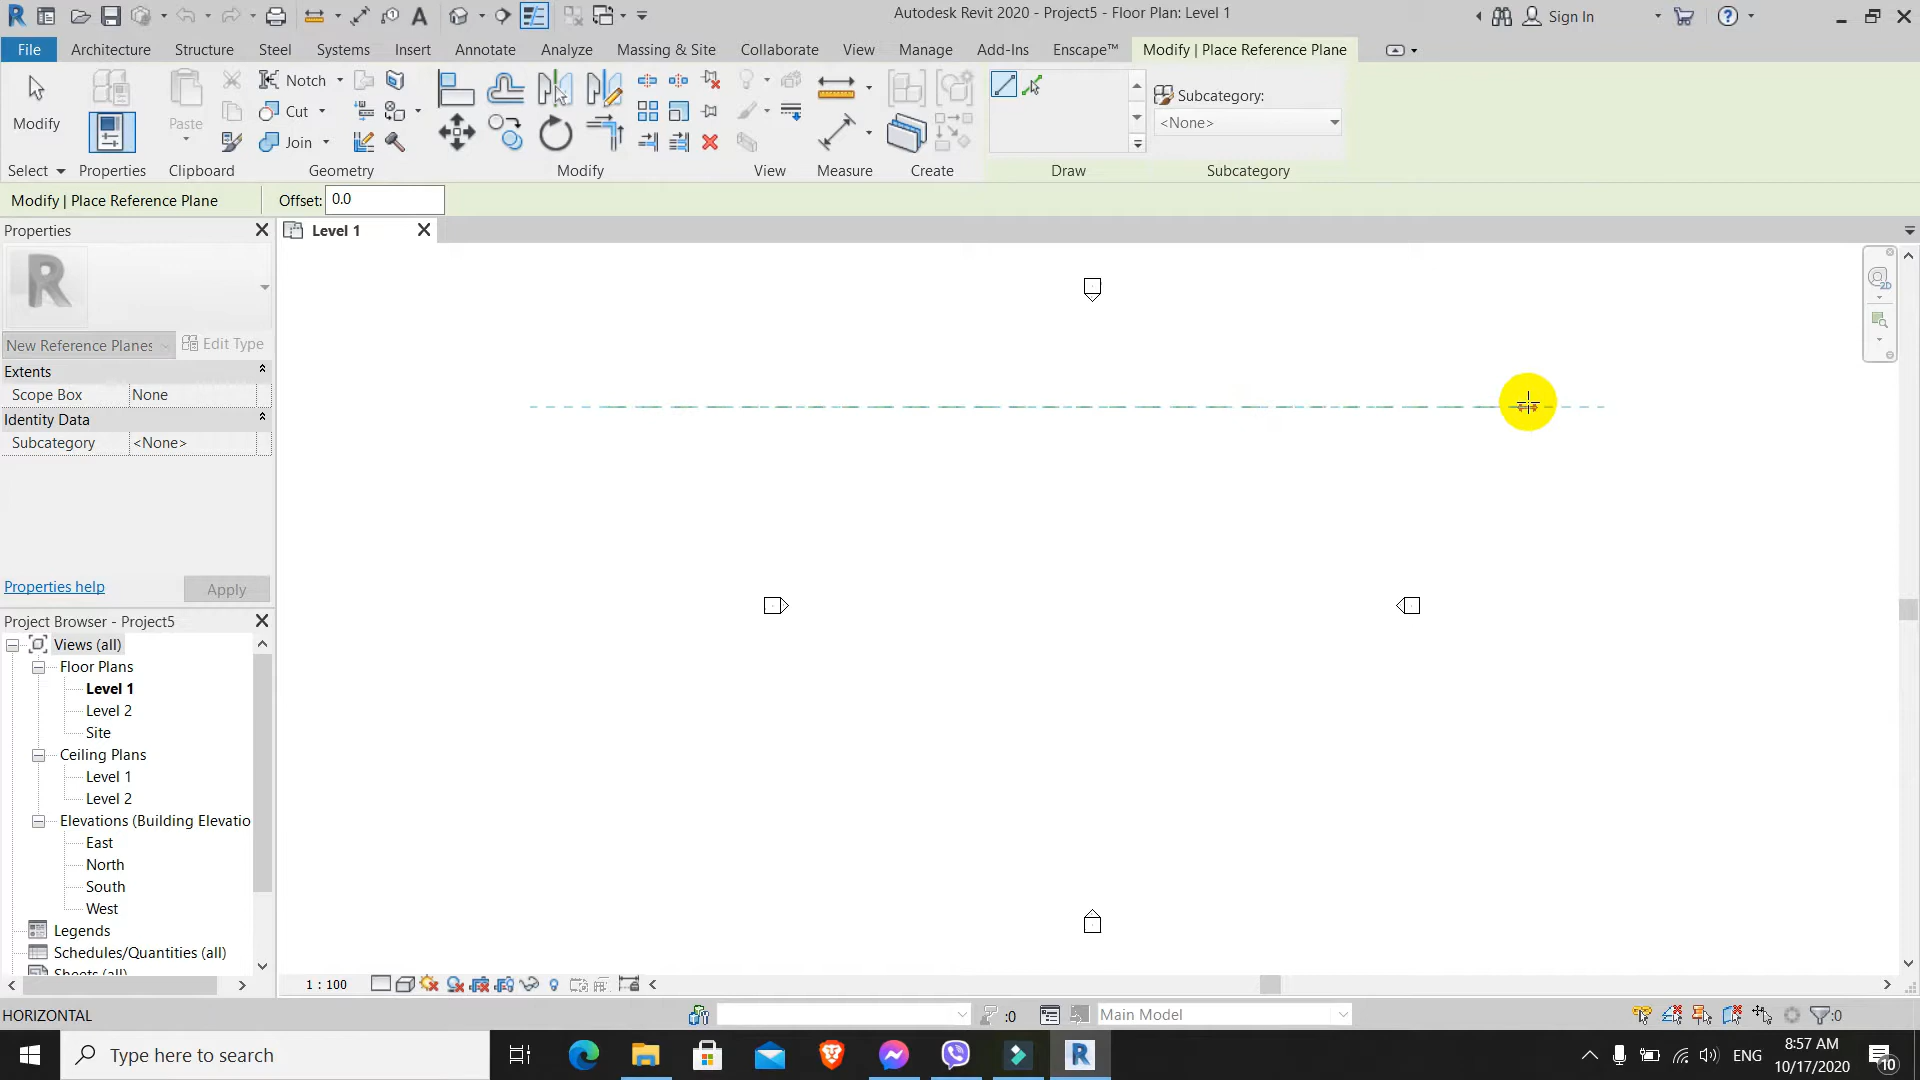 Autodesk Revit 2020 - Project5 - Floor Plan: Level 1
Sign In
File Architecture Structure Steel Systems Insert Annotate Analyze Massing & Site Collaborate View Manage Add-Ins Enscape™ Modify | Place Reference Plane
Modify
Paste
Notch
Cut
Join
Subcategory:
<None>
Select Properties Clipboard Geometry Modify View Measure Create Draw Subcategory
Modify | Place Reference Plane Offset: 0.0
Properties
Level 1
R
New Reference Planes Edit Type
Extents
Scope Box None
Identity Data
Subcategory <None>
Properties help Apply
Project Browser - Project5
Views (all)
Floor Plans
Level 1
Level 2
Site
Ceiling Plans
Level 1
Level 2
Elevations (Building Elevatio
East
North
South
West
Legends
Schedules/Quantities (all)
Sheets (all)
2D
1 : 100
HORIZONTAL
:0
Main Model
:0
Type here to search
R
ENG
8:57 AM
10/17/2020
10